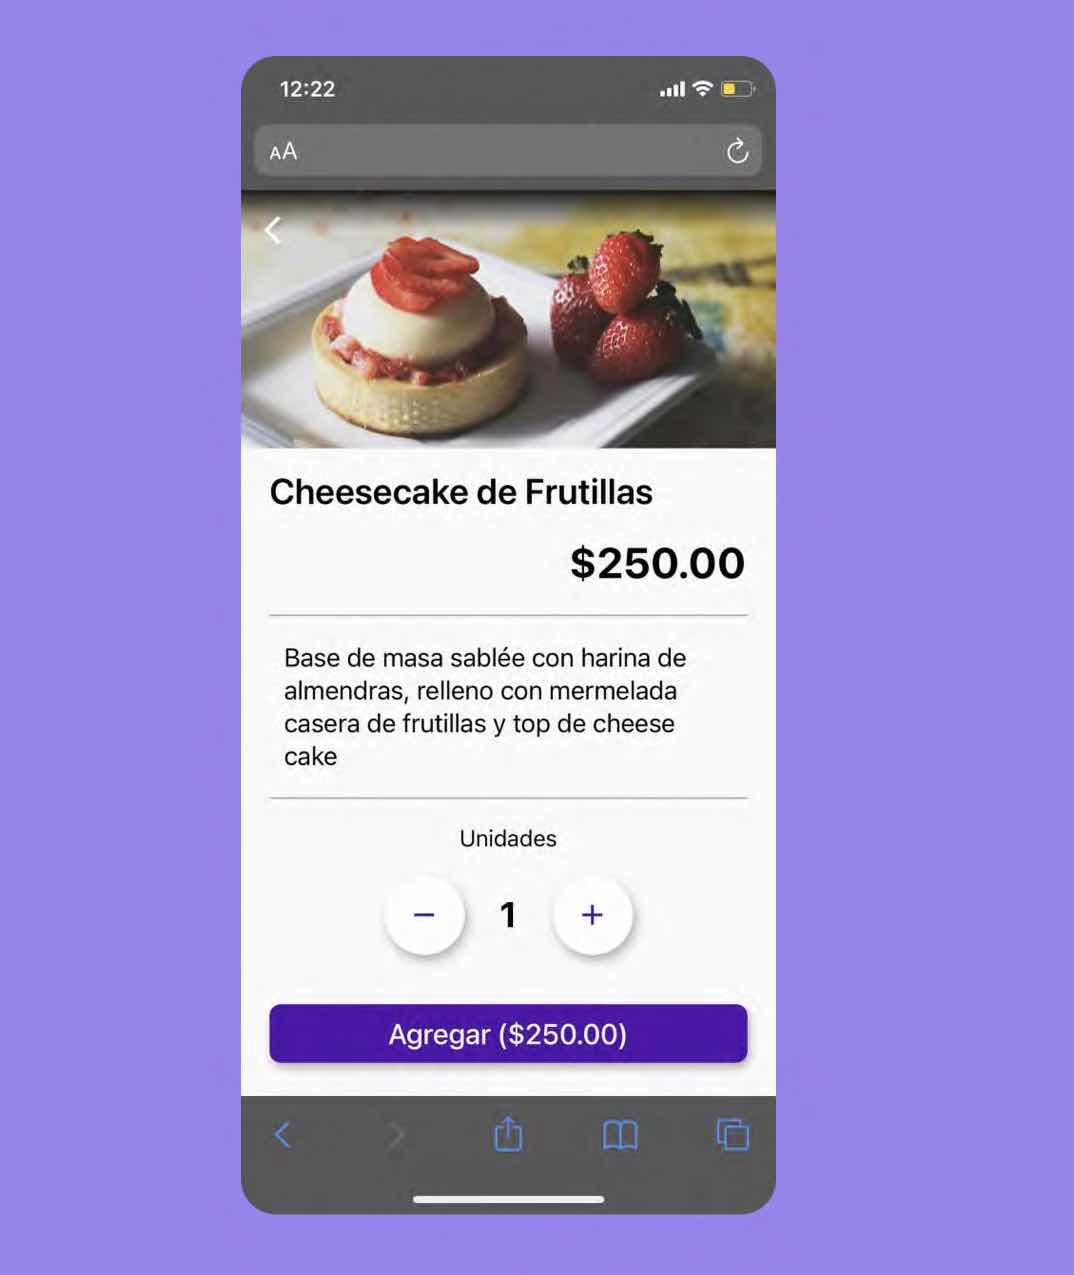 12:22
AA
Cheesecake de Frutillas
$250.00
Base de masa sablée con harina de
almendras, relleno con mermelada
casera de frutillas y top de cheese
cake
Unidades
− 1 +
Agregar ($250.00)